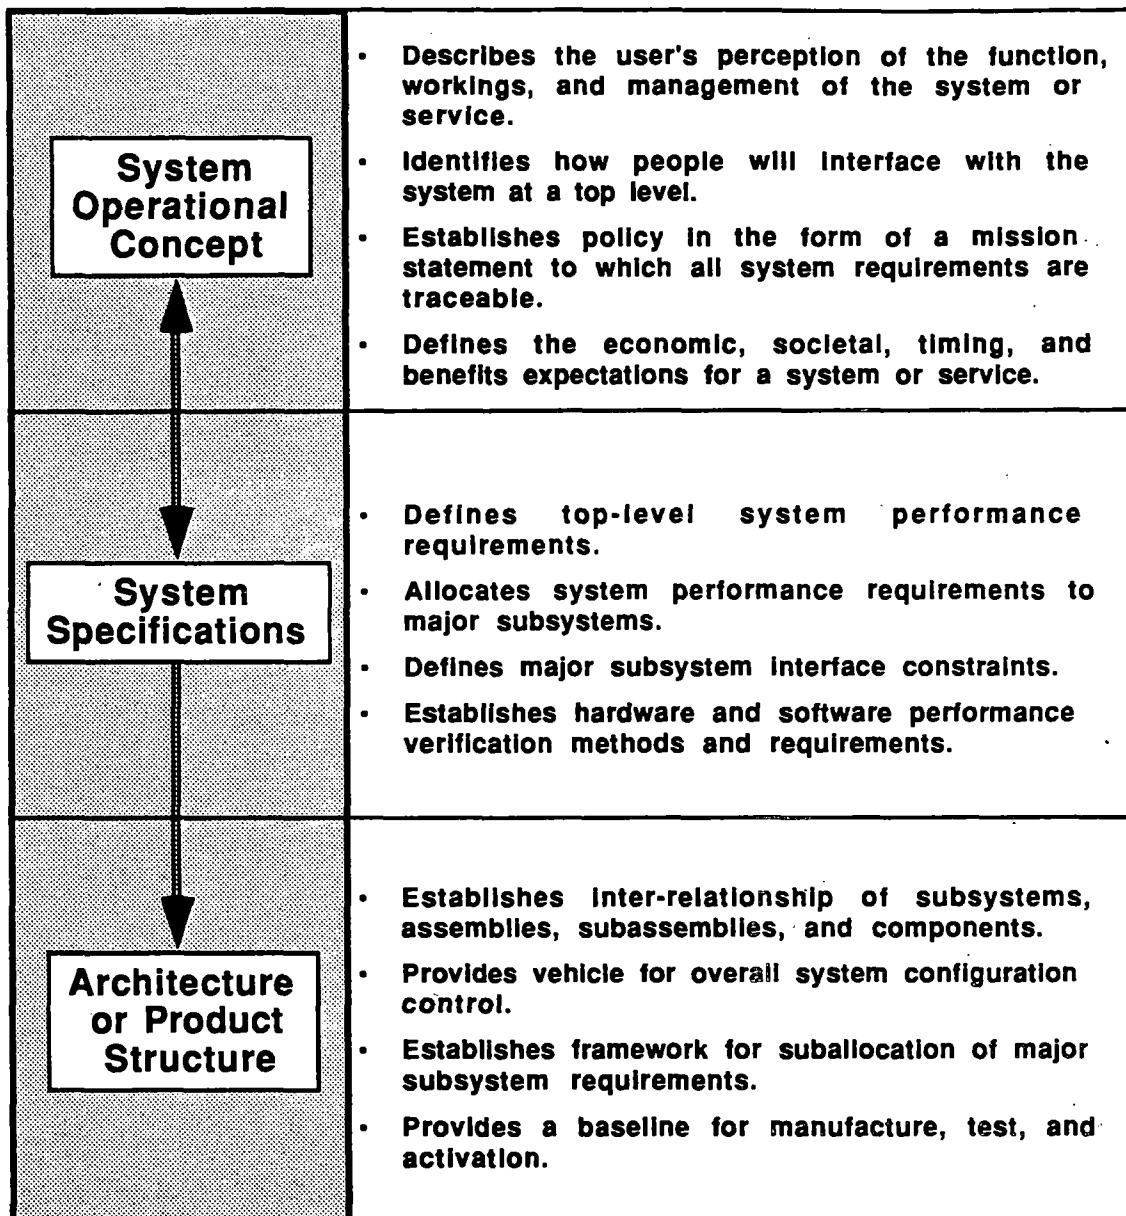 System
Operational
Concept
• Describes the user's perception of the function,
workings, and management of the system or
service.
• Identifies how people will interface with the
system at a top level.
• Establishes policy in the form of a mission
statement to which all system requirements are
traceable.
• Defines the economic, societal, timing, and
benefits expectations for a system or service.
System
Specifications
• Defines top-level system performance
requirements.
• Allocates system performance requirements to
major subsystems.
• Defines major subsystem interface constraints.
• Establishes hardware and software performance
verification methods and requirements.
Architecture
or Product
Structure
• Establishes inter-relationship of subsystems,
assemblies, subassemblies, and components.
• Provides vehicle for overall system configuration
control.
• Establishes framework for suballocation of major
subsystem requirements.
• Provides a baseline for manufacture, test, and
activation.